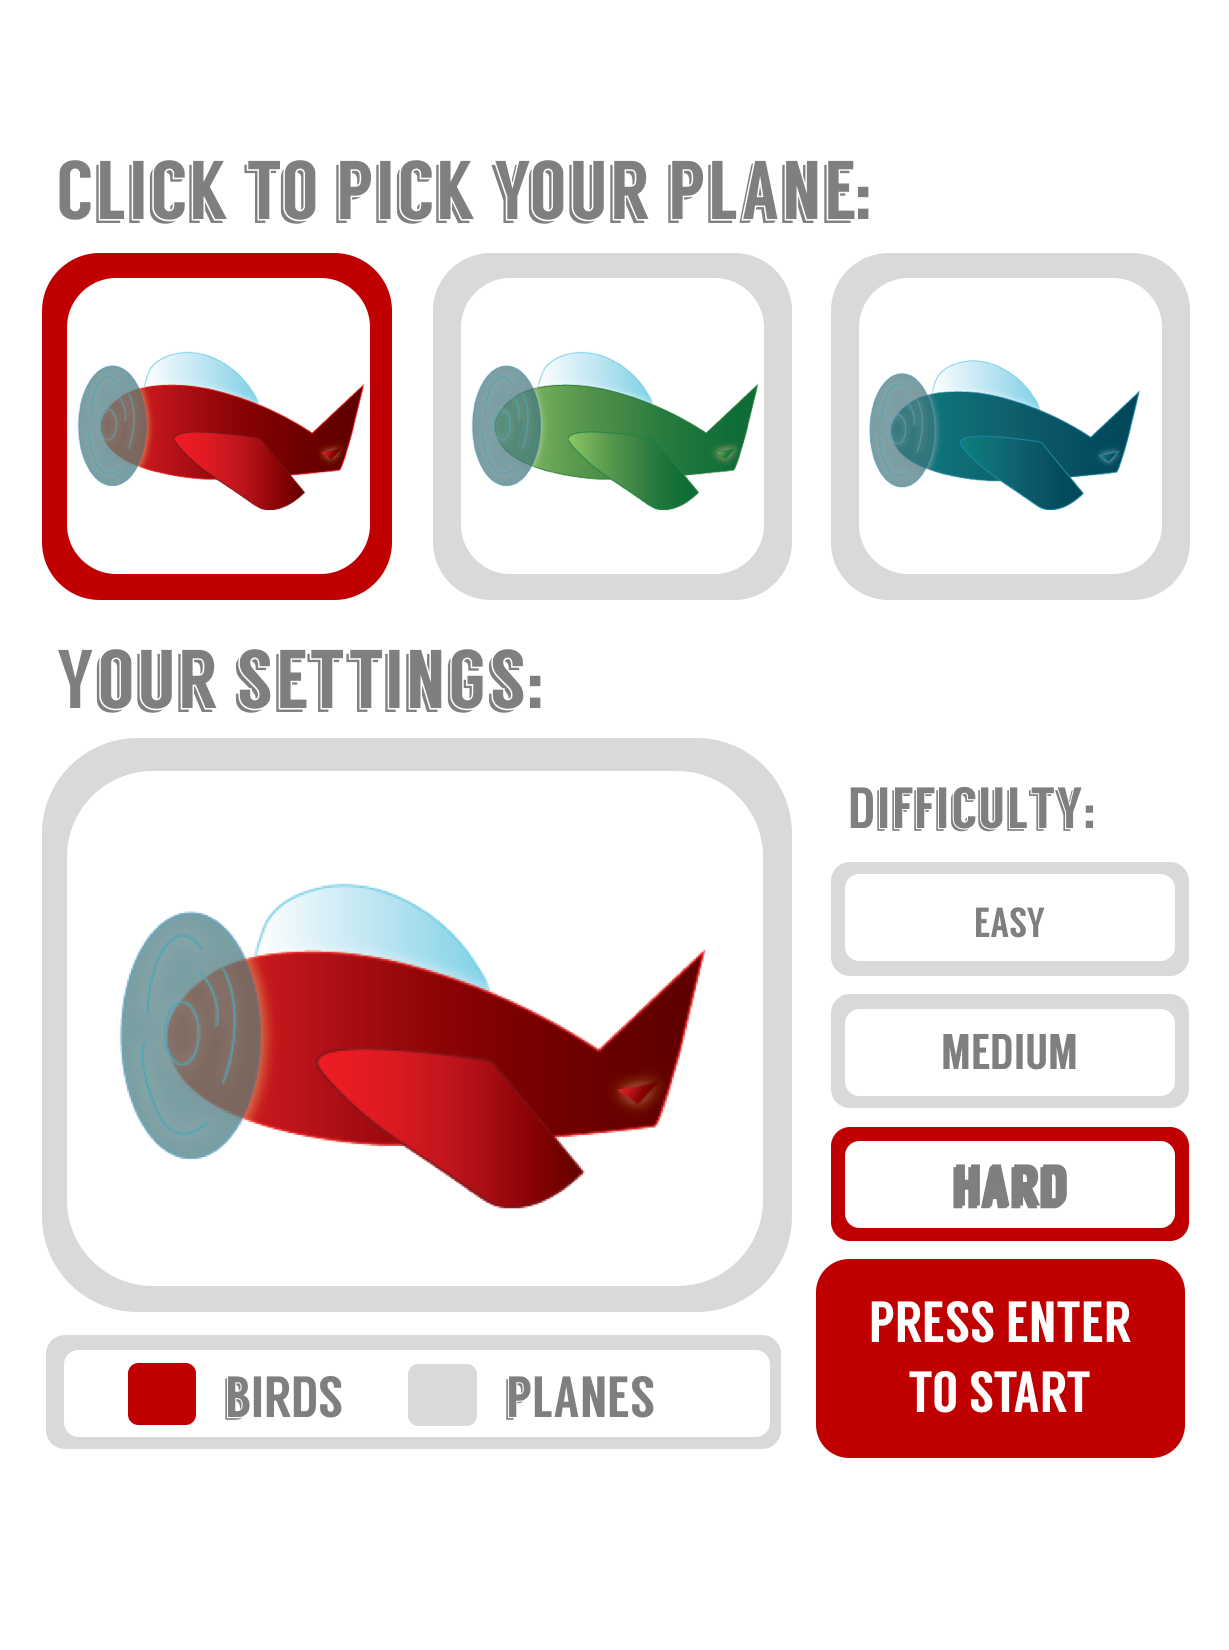 CLICK TO PICK YOUR PLANE:
YOUR SETTINGS:
DIFFICULTY:
EASY
MEDIUM
HARD
PRESS ENTER
TO START
BIRDS PLANES